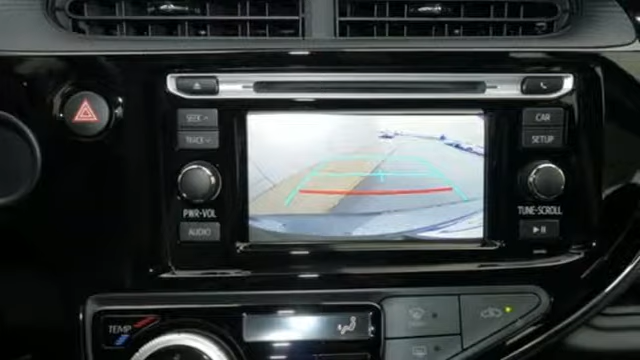 SEEK
TRACK
PWR•VOL
AUDIO
CAR
SETUP
TUNE•SCROLL
TEMP